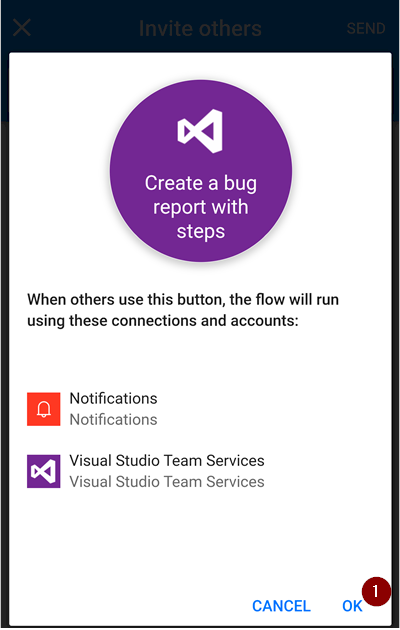 Invite others
SEND
Create a bug
report with
steps
When others use this button, the flow will run
using these connections and accounts:
Notifications
Notifications
Visual Studio Team Services
Visual Studio Team Services
CANCEL
OK
1